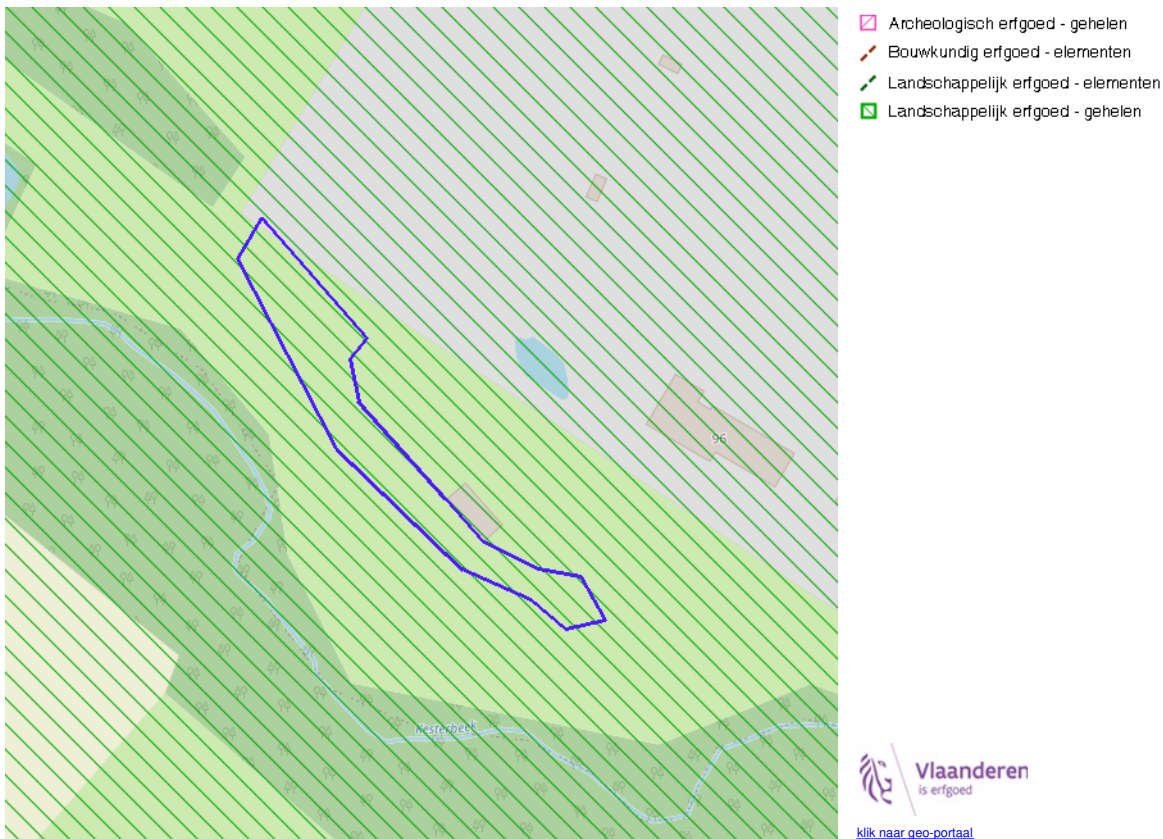 Archeologisch erfgoed - gehelen
Bouwkundig erfgoed - elementen
Landschappelijk erfgoed - elementen
Landschappelijk erfgoed - gehelen
96
Kesterbeek
Vlaanderen
is erfgoed
klik naar geo-portaal